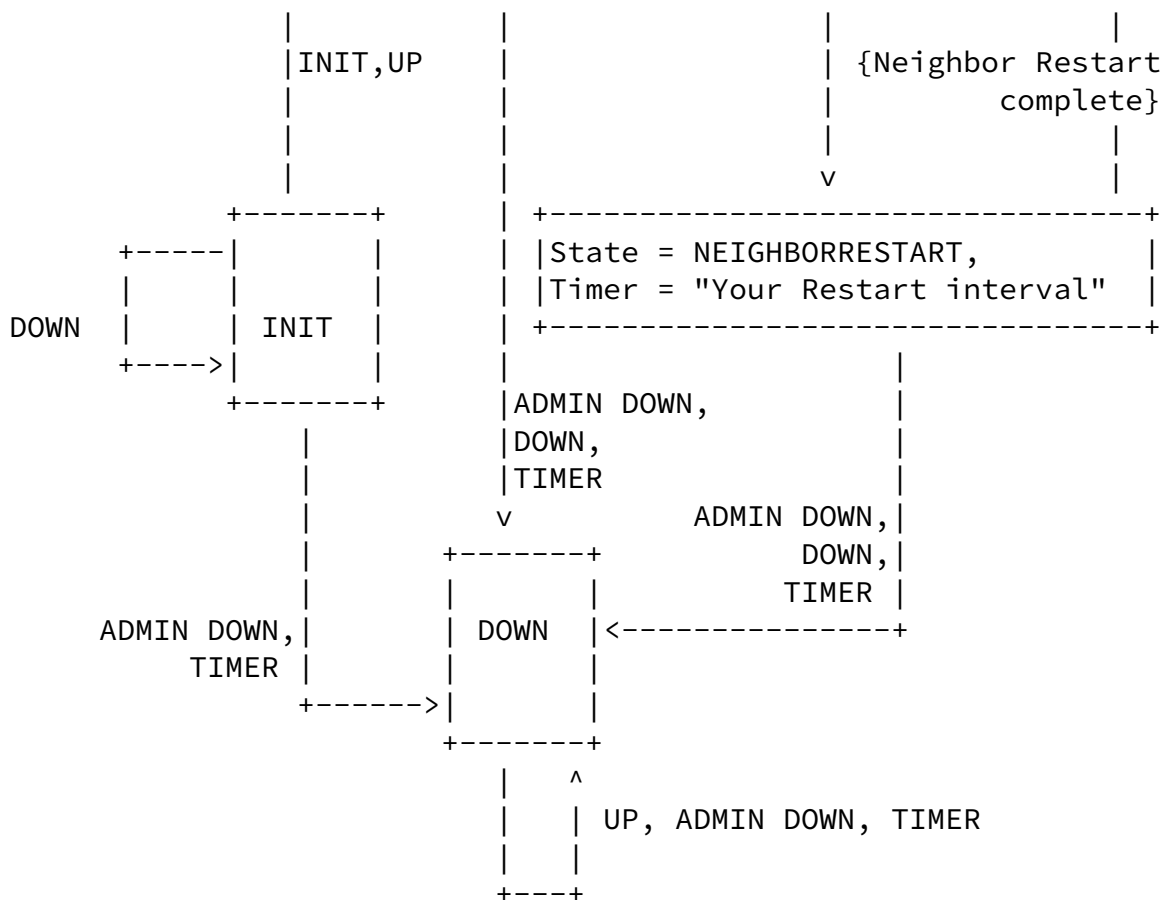 INIT,UP
{Neighbor Restart
complete}
State = NEIGHBORRESTART,
Timer = "Your Restart interval"
DOWN
INIT
ADMIN DOWN,
DOWN,
TIMER
ADMIN DOWN,
DOWN,
TIMER
ADMIN DOWN,
TIMER
DOWN
UP, ADMIN DOWN, TIMER